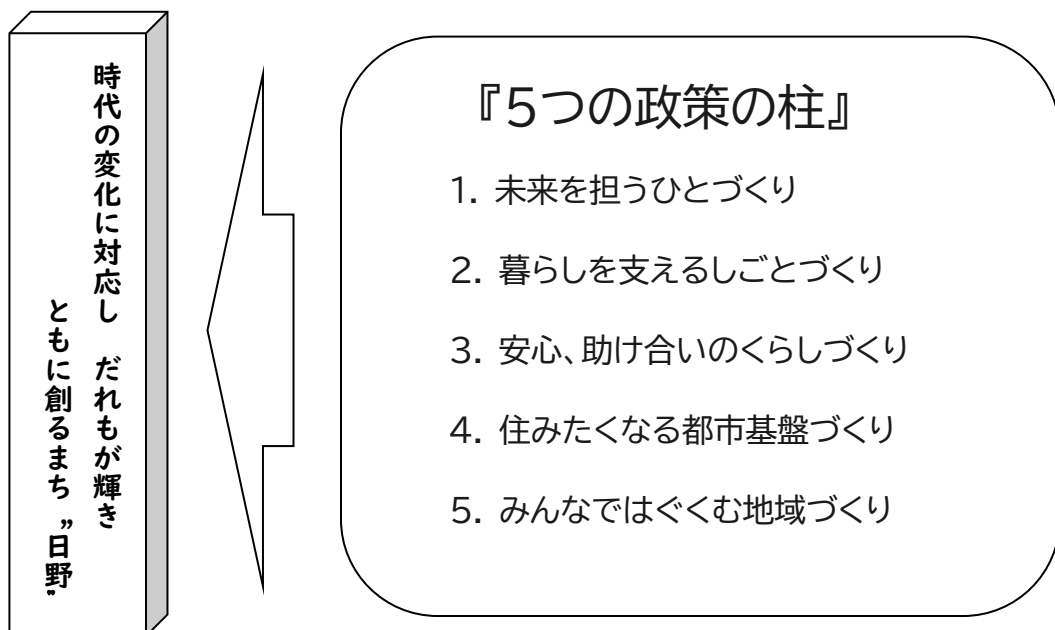 時代の変化に対応し だれもが輝き
ともに創るまち〝日野〟
『5つの政策の柱』
1. 未来を担うひとづくり
2. 暮らしを支えるしごとづくり
3. 安心、助け合いのくらしづくり
4. 住みたくなる都市基盤づくり
5. みんなではぐくむ地域づくり